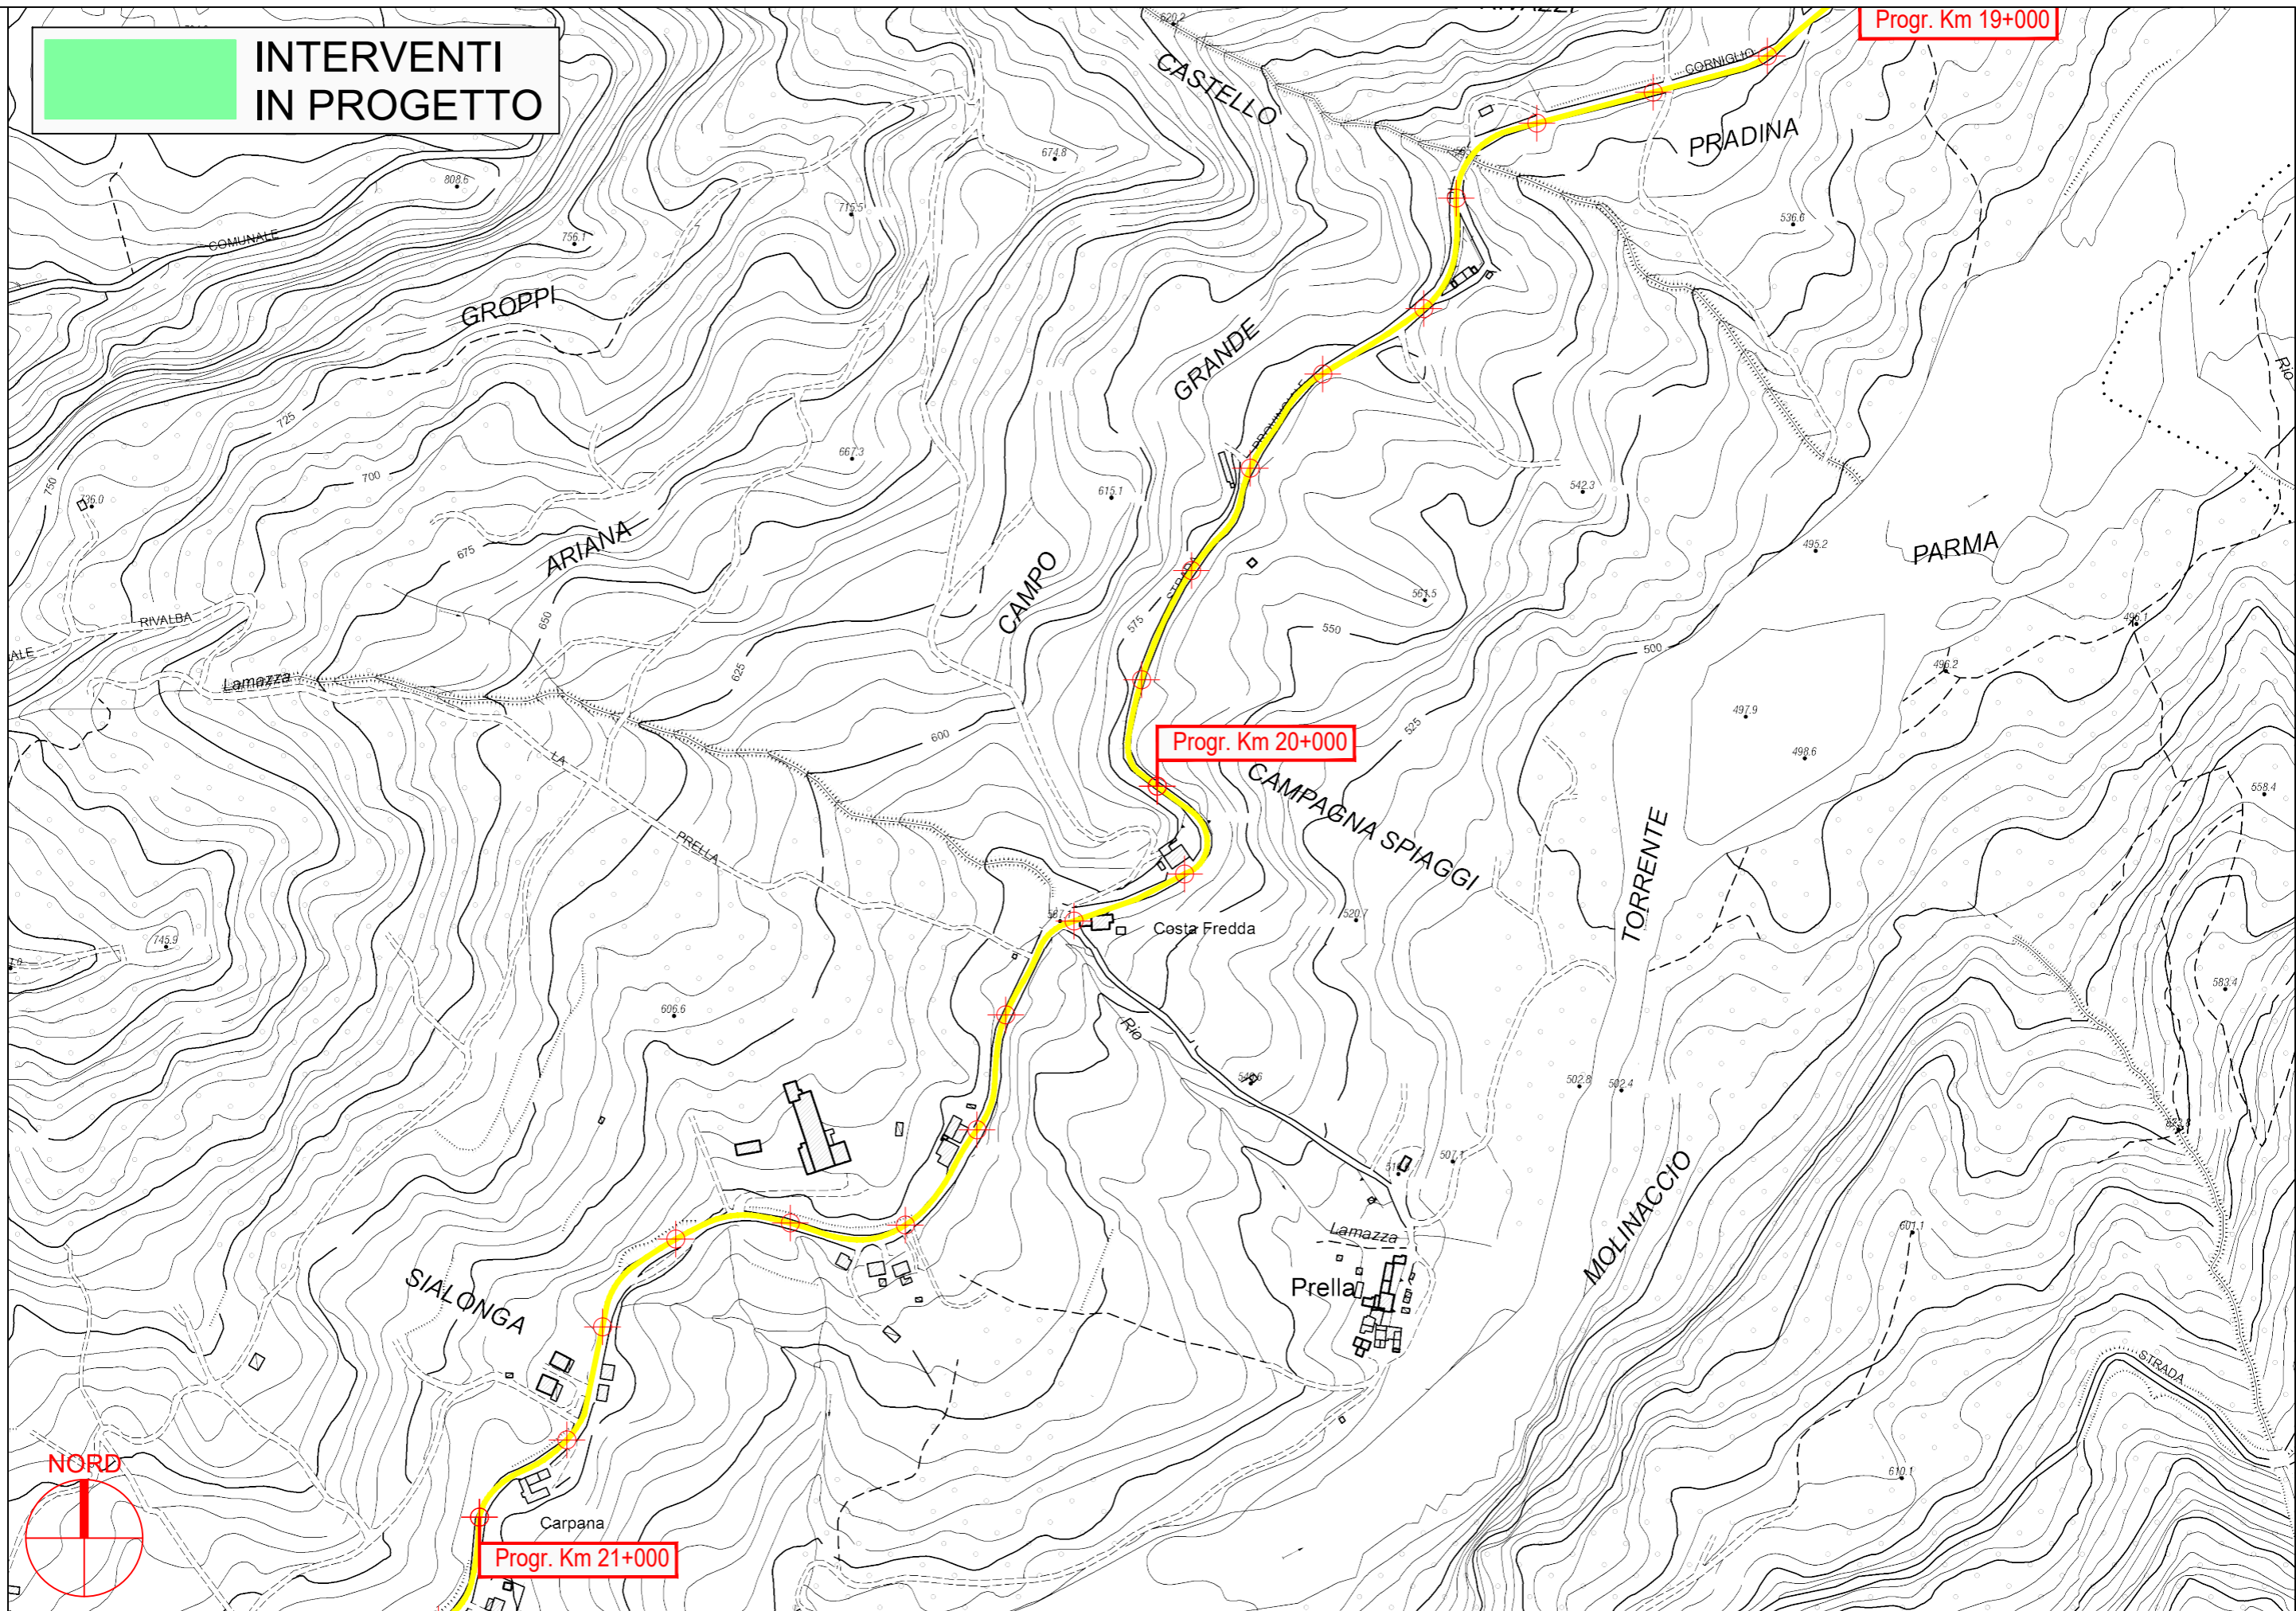 INTERVENTI
IN PROGETTO
Progr. Km 19+000
620.2
CASTELLO
CORNIGLIO
PRADINA
674.8
808.6
715.5
756.1
COMUNALE
536.6
GROPPI
GRANDE
725
667.3
700
750
736.0
615.1
542.3
675
ARIANA
495.2
PARMA
CAMPO
561.5
575
550
650
RIVALBA
496.1
500
496.2
625
Lamazza
497.9
525
600
Progr. Km 20+000
498.6
LA
CAMPAGNA SPIAGGI
558.4
PRELLA
TORRENTE
587.1
520.7
Costa Fredda
745.9
583.4
606.6
Rio
502.8
502.4
507.1
MOLINACCIO
601.1
Lamazza
Prella
SIALONGA
STRADA
NORD
610.1
Carpana
Progr. Km 21+000